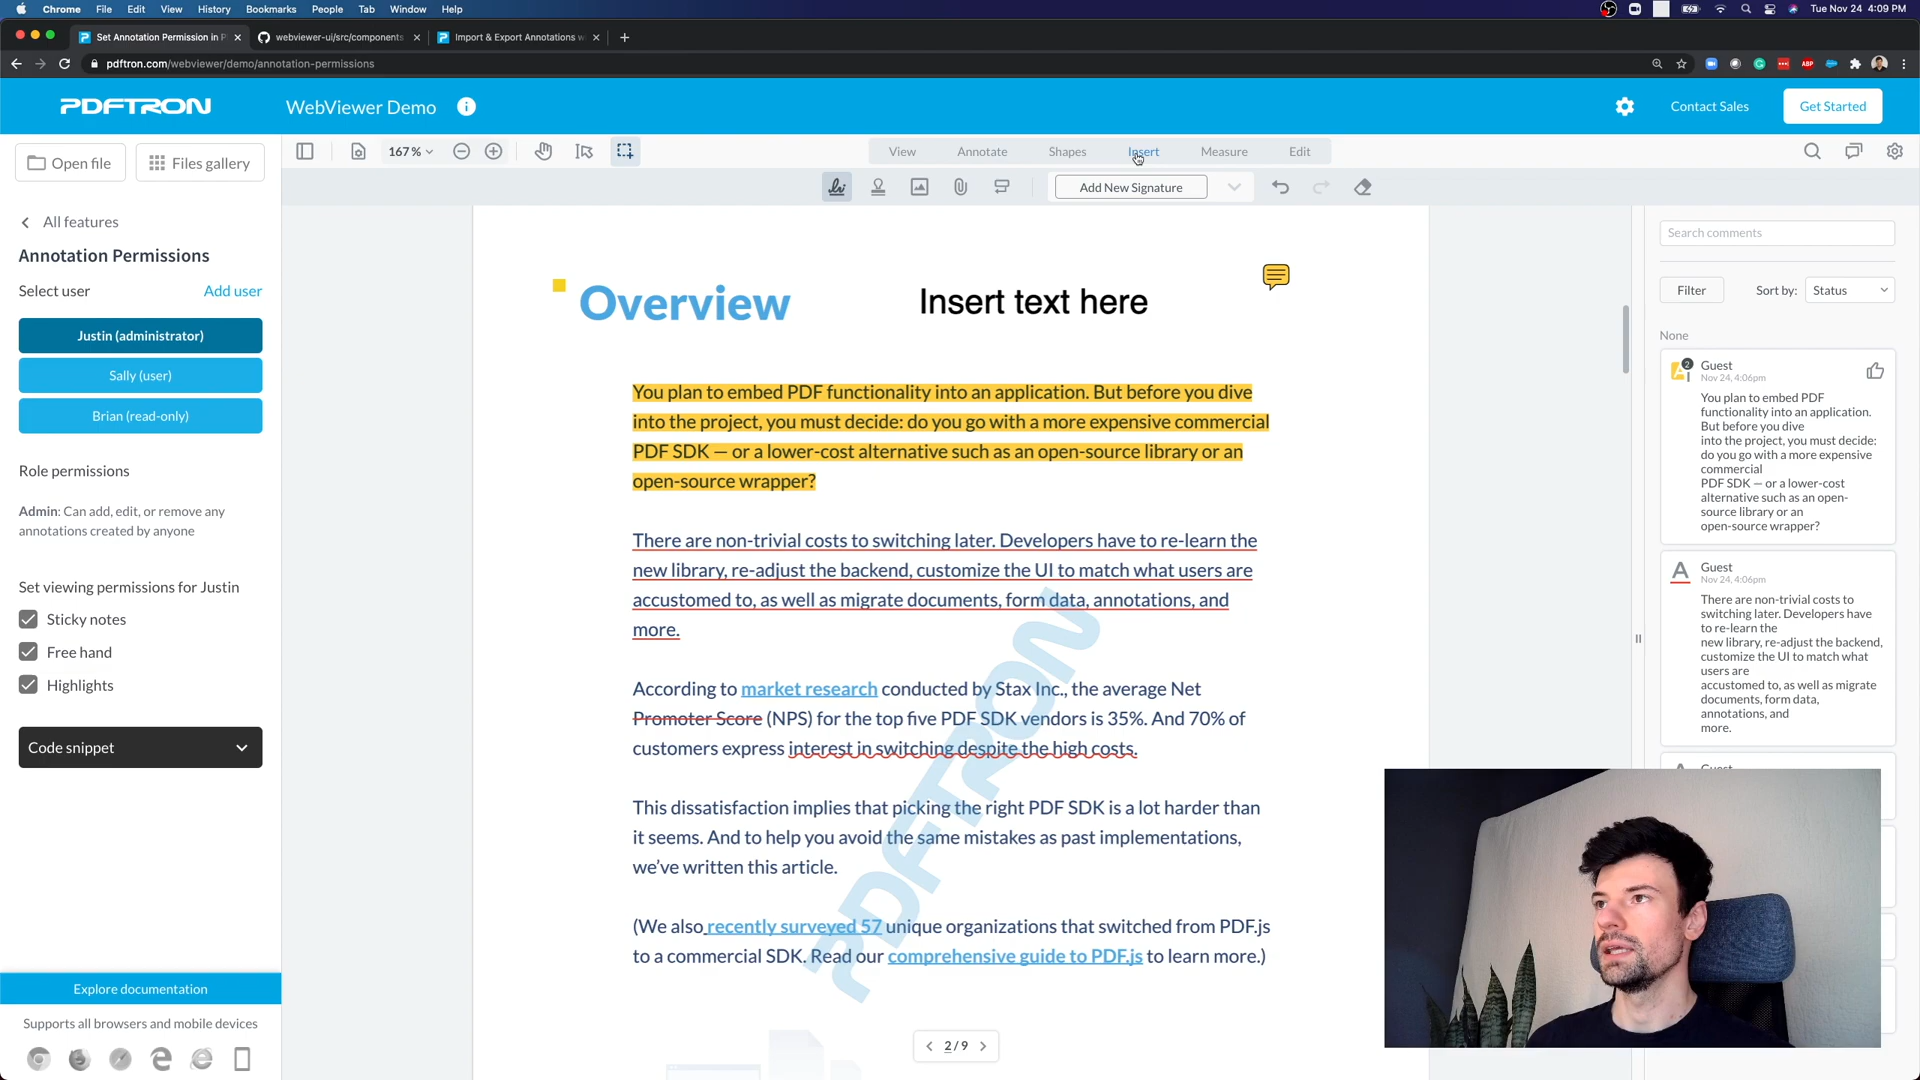 Chrome File Edit View History Bookmarks People Tab Window Help
Tue Nov 24 4:09 PM
Set Annotation Permission in P
webviewer-ui/src/components
Import & Export Annotations w
pdftron.com/webviewer/demo/annotation-permissions
ABP
PDFTRON
WebViewer Demo
Contact Sales
Get Started
Open file
Files gallery
167%
View
Annotate
Shapes
Insert
Measure
Edit
Add New Signature
All features
Annotation Permissions
Select user
Add user
Justin (administrator)
Sally (user)
Brian (read-only)
Role permissions
Admin: Can add, edit, or remove any
annotations created by anyone
Set viewing permissions for Justin
Sticky notes
Free hand
Highlights
Code snippet
Explore documentation
Supports all browsers and mobile devices
Overview
Insert text here
You plan to embed PDF functionality into an application. But before you dive
into the project, you must decide: do you go with a more expensive commercial
PDF SDK — or a lower-cost alternative such as an open-source library or an
open-source wrapper?
There are non-trivial costs to switching later. Developers have to re-learn the
new library, re-adjust the backend, customize the UI to match what users are
accustomed to, as well as migrate documents, form data, annotations, and
more.
According to market research conducted by Stax Inc., the average Net
Promoter Score (NPS) for the top five PDF SDK vendors is 35%. And 70% of
customers express interest in switching despite the high costs.
This dissatisfaction implies that picking the right PDF SDK is a lot harder than
it seems. And to help you avoid the same mistakes as past implementations,
we've written this article.
(We also recently surveyed 57 unique organizations that switched from PDF.js
to a commercial SDK. Read our comprehensive guide to PDF.js to learn more.)
PDFTRON
2/9
Search comments
Filter
Sort by:
Status
None
2
Guest
Nov 24, 4:06pm
You plan to embed PDF
functionality into an application.
But before you dive
into the project, you must decide:
do you go with a more expensive
commercial
PDF SDK — or a lower-cost
alternative such as an open-
source library or an
open-source wrapper?
Guest
Nov 24, 4:06pm
There are non-trivial costs to
switching later. Developers have
to re-learn the
new library, re-adjust the backend,
customize the UI to match what
users are
accustomed to, as well as migrate
documents, form data,
annotations, and
more.
Guest